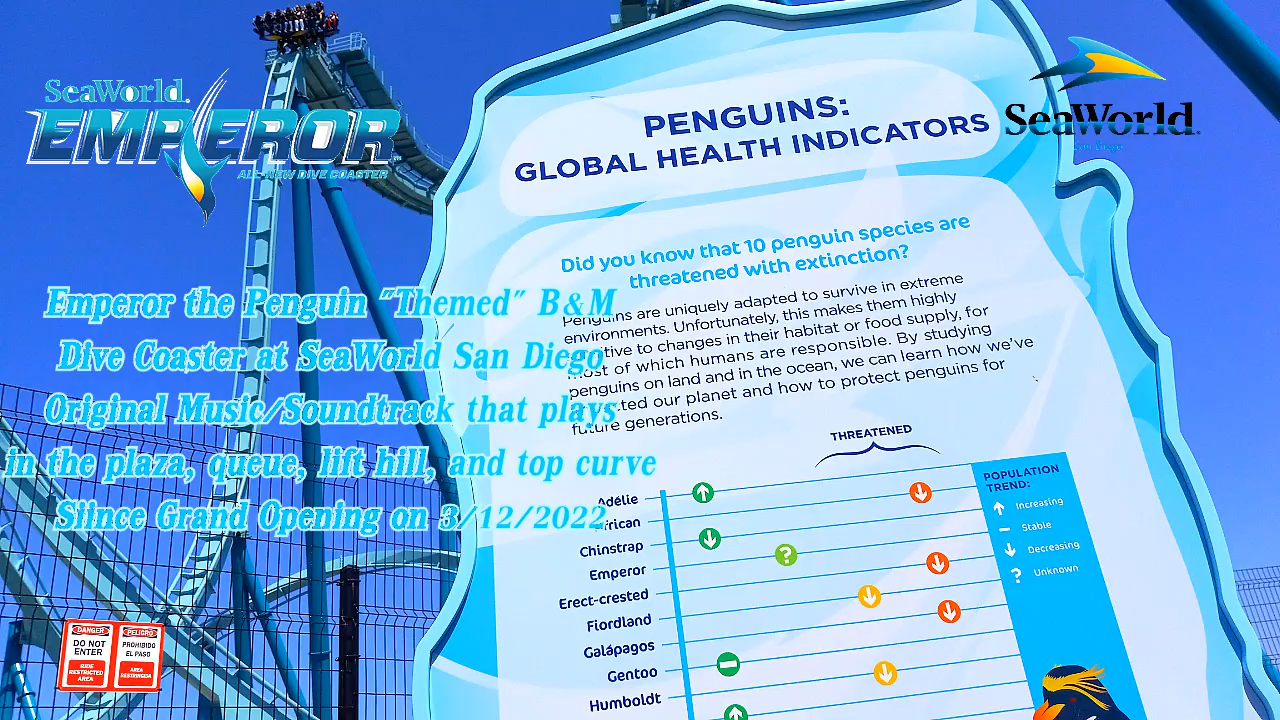 SeaWorld.
EMPEROR
ALL-NEW DIVE COASTER
SeaWorld.
PENGUINS:
GLOBAL HEALTH INDICATORS
Did you know that 10 penguin species are
threatened with extinction?
Penguins are uniquely adapted to survive in extreme
environments. Unfortunately, this makes them highly
tive to changes in their habitat or food supply, for
most of which humans are responsible. By studying
penguins on land and in the ocean, we can learn how we've
cted our planet and how to protect penguins for
future generations.
Emperor the Penguin "Themed" B&M
Dive Coaster at SeaWorld San Diego
Original Music/Soundtrack that plays
in the plaza, queue, lift hill, and top curve
Siince Grand Opening on 3/12/2022
THREATENED
Adélie
African
Chinstrap
Emperor
Erect-crested
Fiordland
Galápagos
Gentoo
Humboldt
POPULATION
TREND:
Increasing
Stable
Decreasing
? Unknown
?
DANGER
DO NOT
ENTER
RIDE
RESTRICTED
AREA
PELIGRO
PROHIBIDO
EL PASO
AREA
RESTRINGIDA